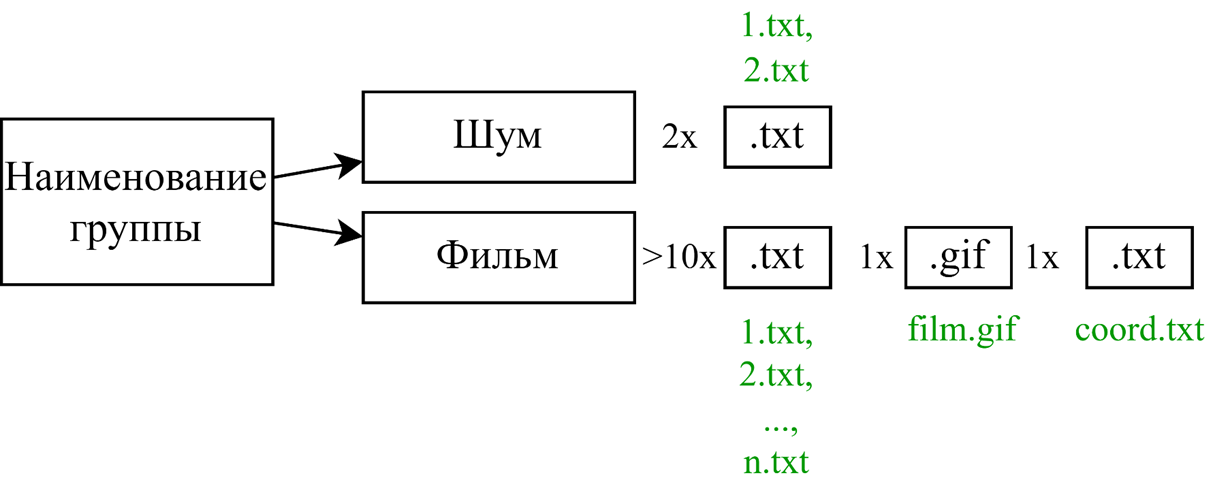 1.txt,
2.txt
Шум
2x
.txt
Наименование
группы
Фильм
>10x
.txt
1x
.gif
1x
.txt
1.txt,
2.txt,
...,
n.txt
film.gif
coord.txt